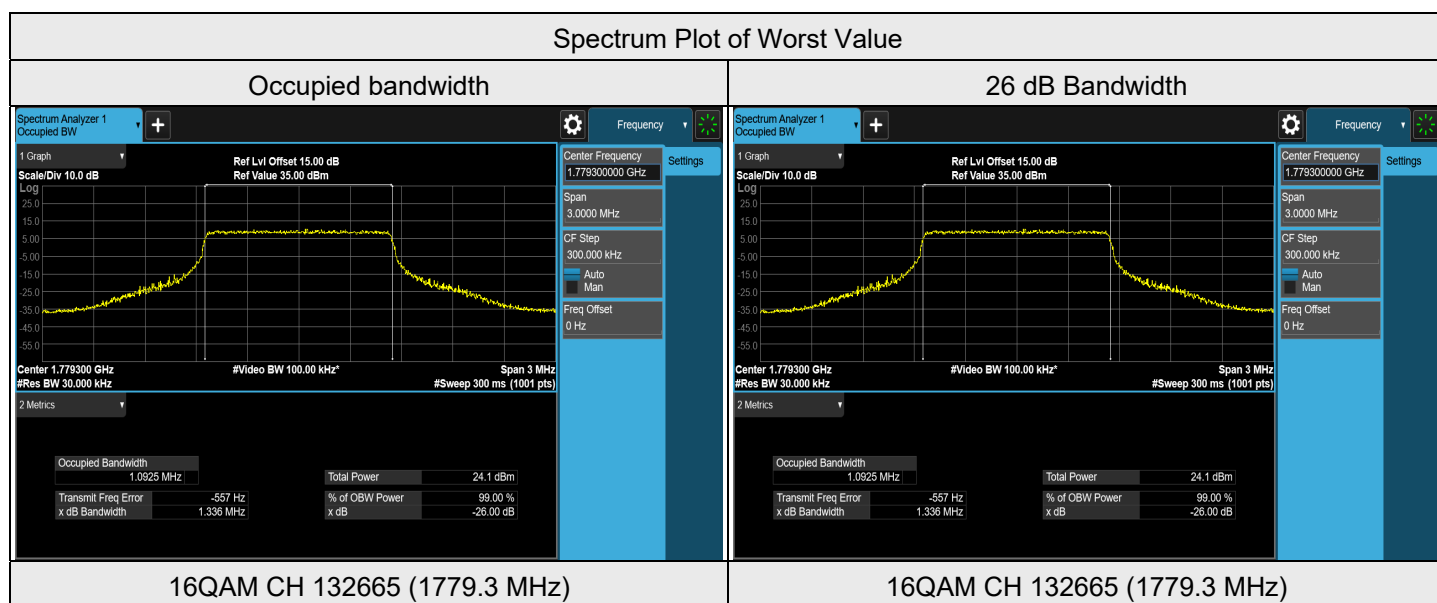 Spectrum Plot of Worst Value
Occupied bandwidth
26 dB Bandwidth
Spectrum Analyzer 1
Occupied BW
+
Frequency
1 Graph
Scale/Div 10.0 dB
Ref Lvl Offset 15.00 dB
Ref Value 35.00 dBm
Log
25.0
15.0
5.00
-5.00
-15.0
-25.0
-35.0
-45.0
-55.0
Center 1.779300 GHz
#Res BW 30.000 kHz
#Video BW 100.00 kHz*
Span 3 MHz
#Sweep 300 ms (1001 pts)
Center Frequency
1.779300000 GHz
Settings
Span
3.0000 MHz
CF Step
300.000 kHz
Auto
Man
Freq Offset
0 Hz
2 Metrics
Occupied Bandwidth
1.0925 MHz
Total Power 24.1 dBm
Transmit Freq Error -557 Hz
% of OBW Power 99.00 %
x dB Bandwidth 1.336 MHz
x dB -26.00 dB
Spectrum Analyzer 1
Occupied BW
+
Frequency
1 Graph
Scale/Div 10.0 dB
Ref Lvl Offset 15.00 dB
Ref Value 35.00 dBm
Log
25.0
15.0
5.00
-5.00
-15.0
-25.0
-35.0
-45.0
-55.0
Center 1.779300 GHz
#Res BW 30.000 kHz
#Video BW 100.00 kHz*
Span 3 MHz
#Sweep 300 ms (1001 pts)
Center Frequency
1.779300000 GHz
Settings
Span
3.0000 MHz
CF Step
300.000 kHz
Auto
Man
Freq Offset
0 Hz
2 Metrics
Occupied Bandwidth
1.0925 MHz
Total Power 24.1 dBm
Transmit Freq Error -557 Hz
% of OBW Power 99.00 %
x dB Bandwidth 1.336 MHz
x dB -26.00 dB
16QAM CH 132665 (1779.3 MHz)
16QAM CH 132665 (1779.3 MHz)